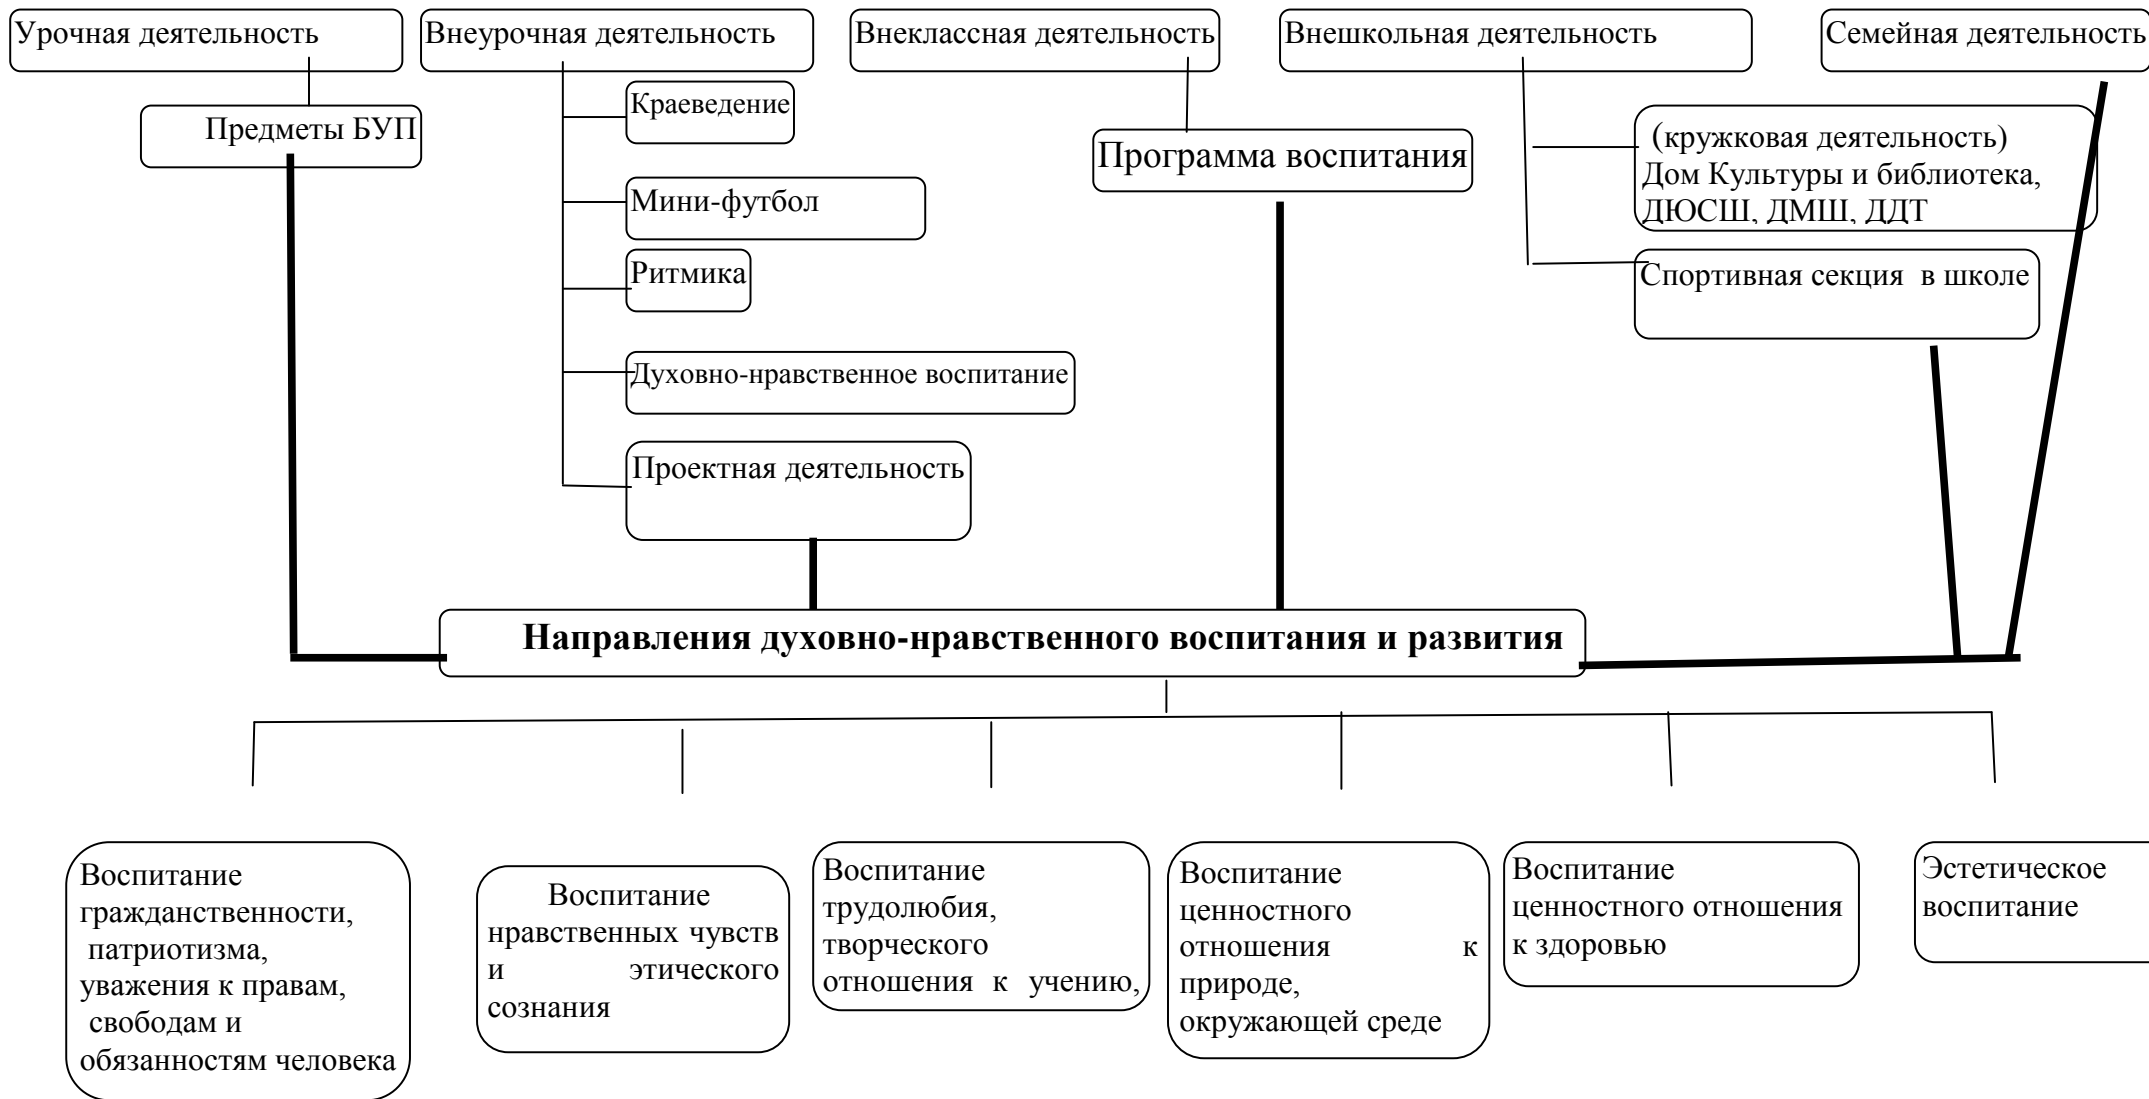 Урочная деятельность
Внеурочная деятельность
Внеклассная деятельность
Внешкольная деятельность
Семейная деятельность
Предметы БУП
Краеведение
Мини-футбол
Ритмика
Духовно-нравственное воспитание
Проектная деятельность
Программа воспитания
(кружковая деятельность)
Дом Культуры и библиотека,
ДЮСШ, ДМШ, ДДТ
Спортивная секция в школе
Направления духовно-нравственного воспитания и развития
Воспитание
гражданственности,
патриотизма,
уважения к правам,
свободам и
обязанностям человека
Воспитание
нравственных чувств
и этического
сознания
Воспитание
трудолюбия,
творческого
отношения к учению,
Воспитание
ценностного
отношения к
природе,
окружающей среде
Воспитание
ценностного отношения
к здоровью
Эстетическое
воспитание